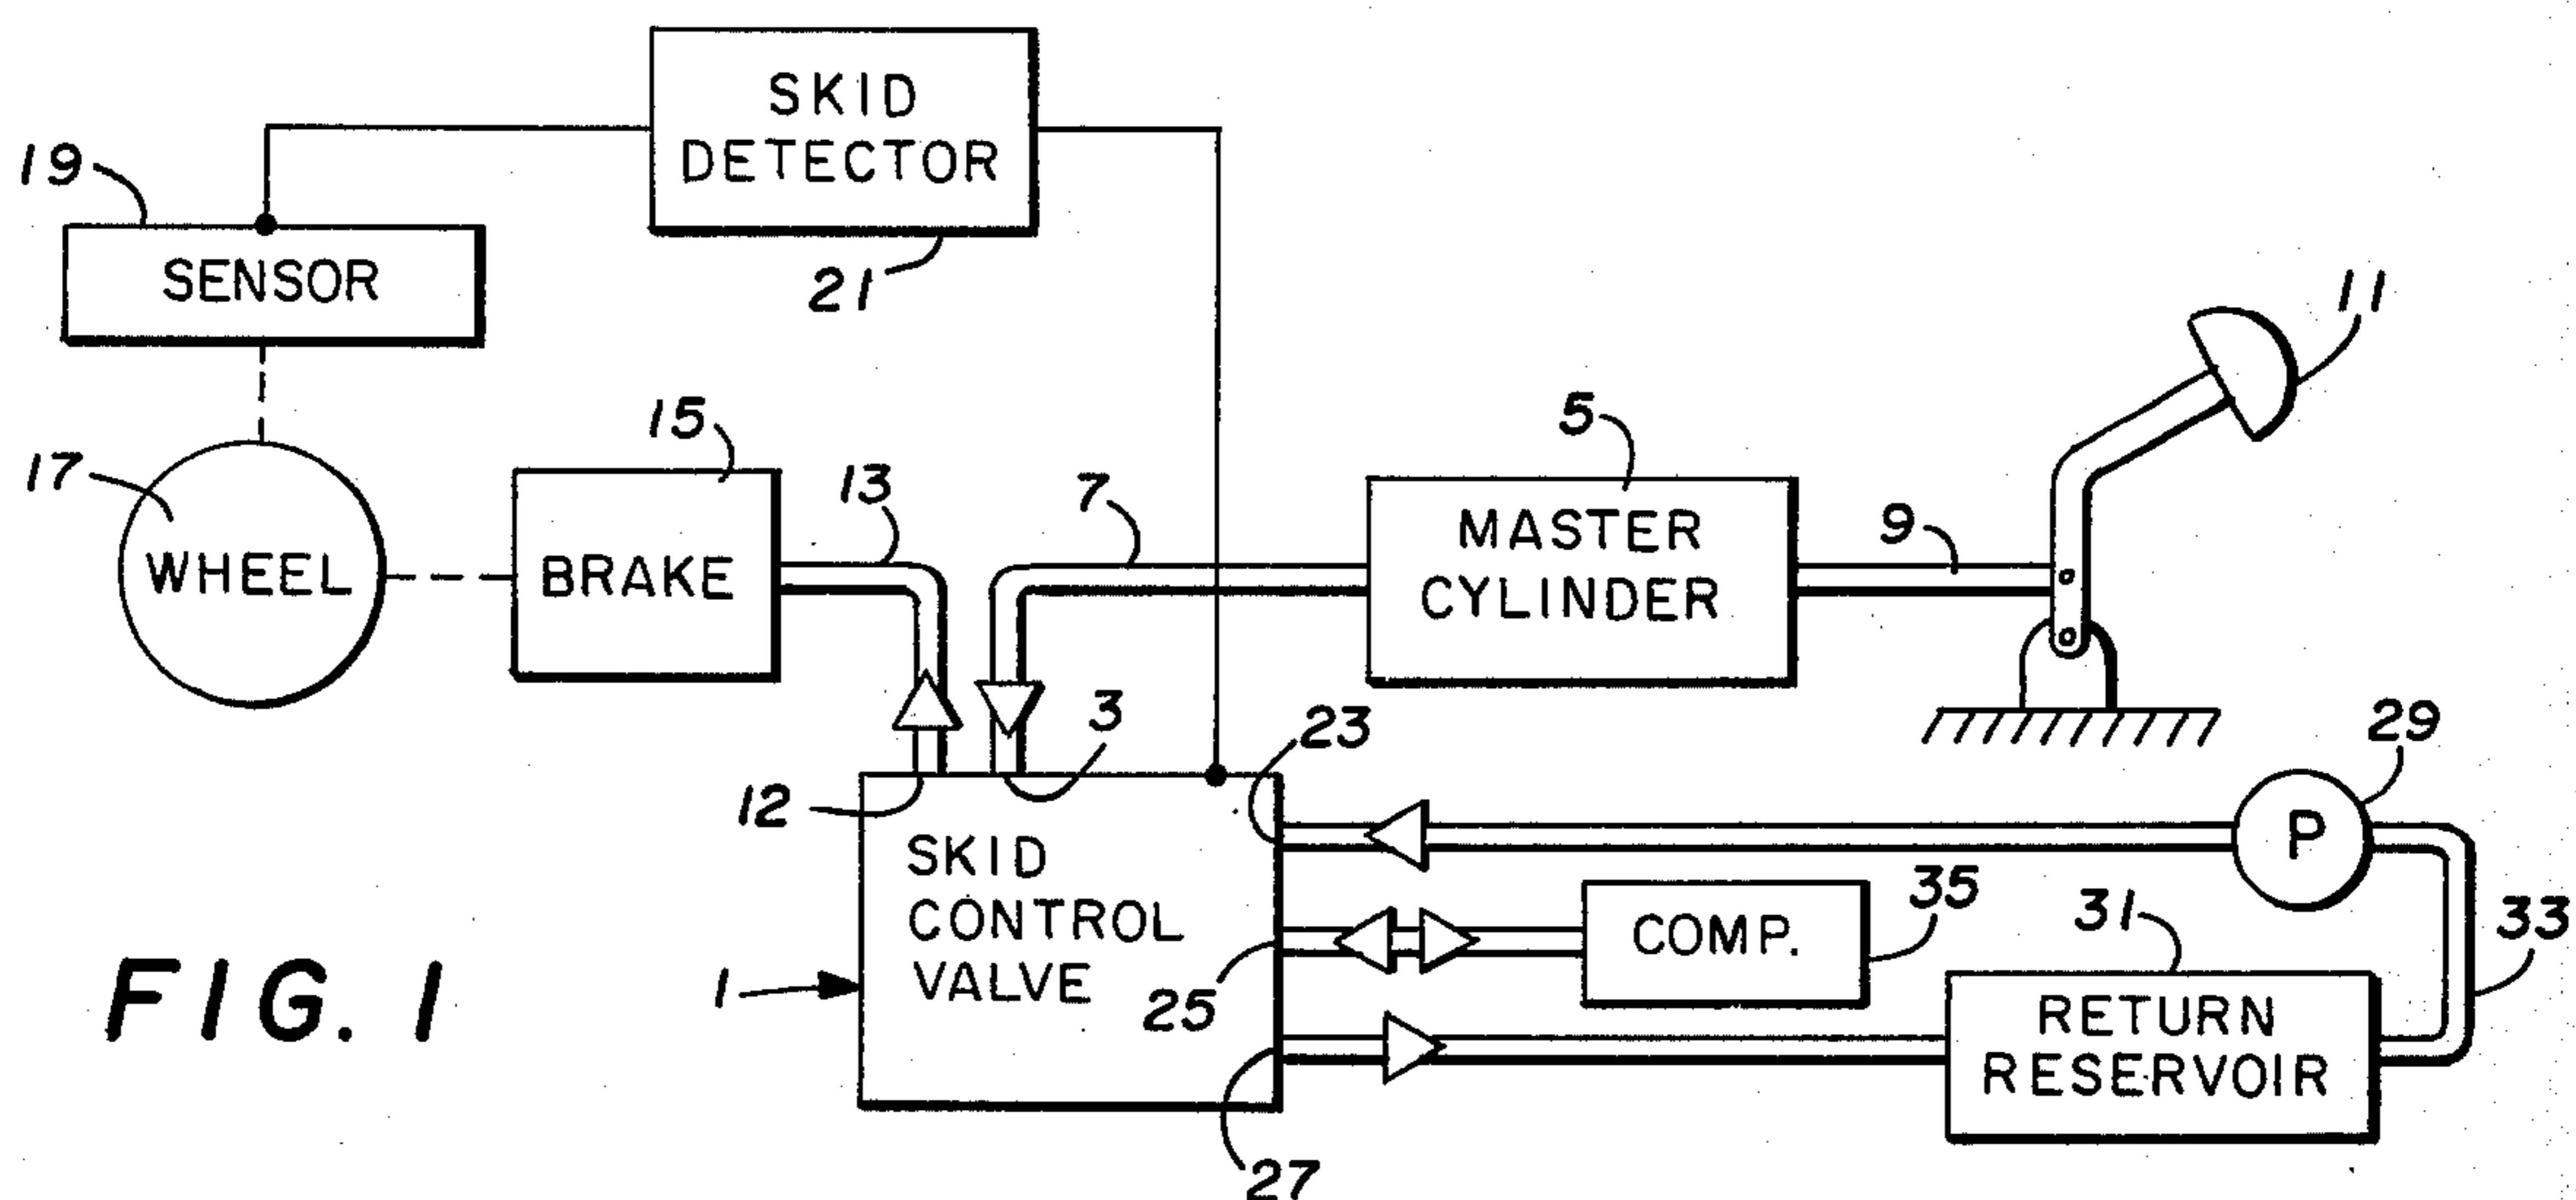 SKID
DETECTOR
19
SENSOR
21
11
15
5
17
13
7
MASTER
CYLINDER
9
WHEEL
BRAKE
3
23
29
12
P
SKID
CONTROL
VALVE
35
31
COMP.
33
FIG. 1
1
25
RETURN
RESERVOIR
27